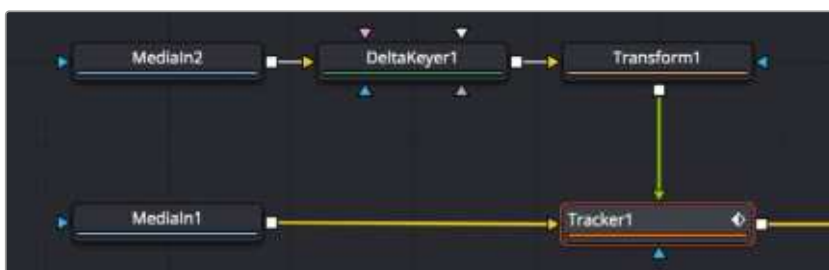 MediaIn2
DeltaKeyer1
Transform1
MediaIn1
Tracker1